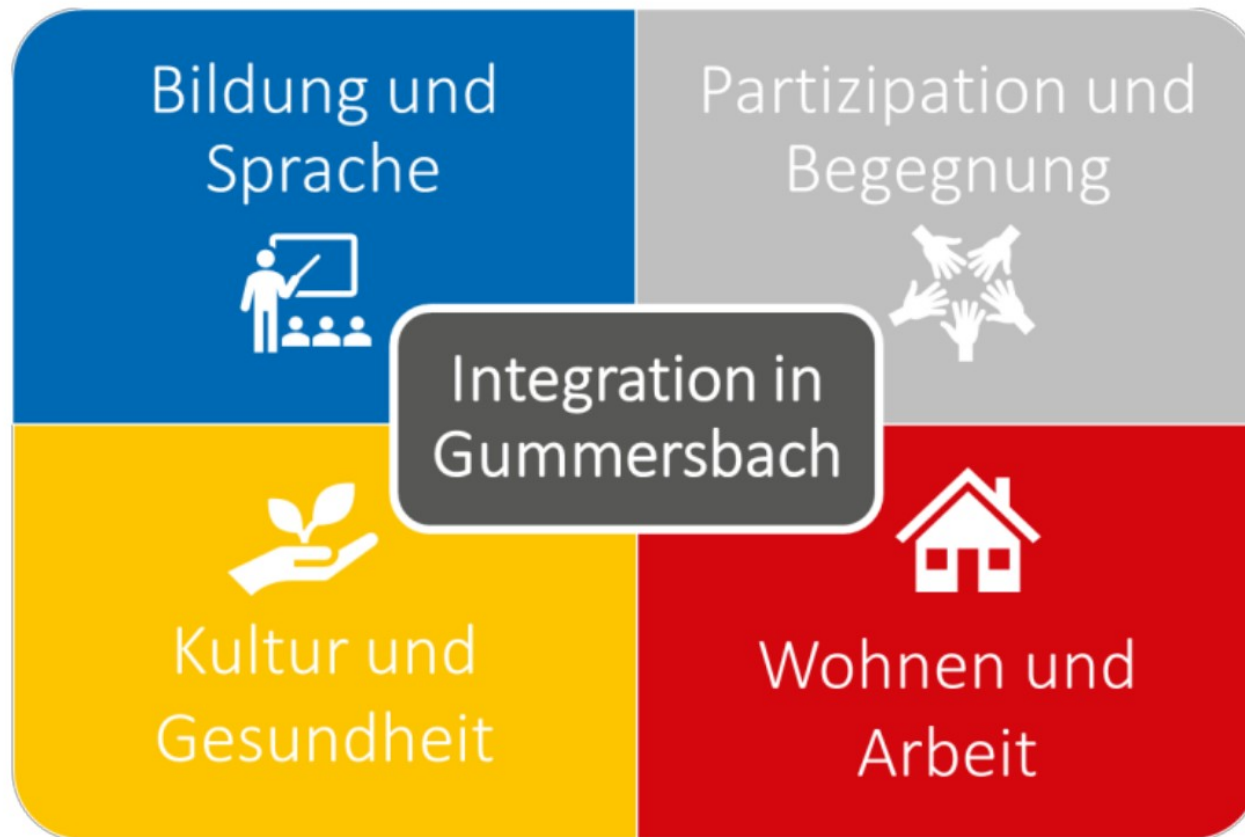 Bildung und
Sprache
Partizipation und
Begegnung
Integration in
Gummersbach
Kultur und
Gesundheit
Wohnen und
Arbeit